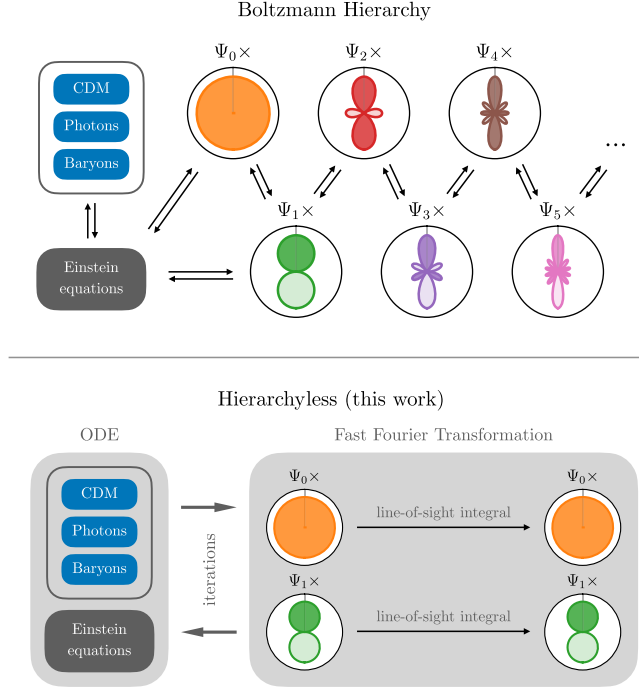 Boltzmann Hierarchy
Ψ₀×
Ψ₂×
Ψ₄×
CDM
Photons
Baryons
...
Ψ₁×
Ψ₃×
Ψ₅×
Einstein
equations
Hierarchyless (this work)
ODE
Fast Fourier Transformation
CDM
Photons
Baryons
Einstein
equations
iterations
Ψ₀×
line-of-sight integral
Ψ₀×
Ψ₁×
line-of-sight integral
Ψ₁×